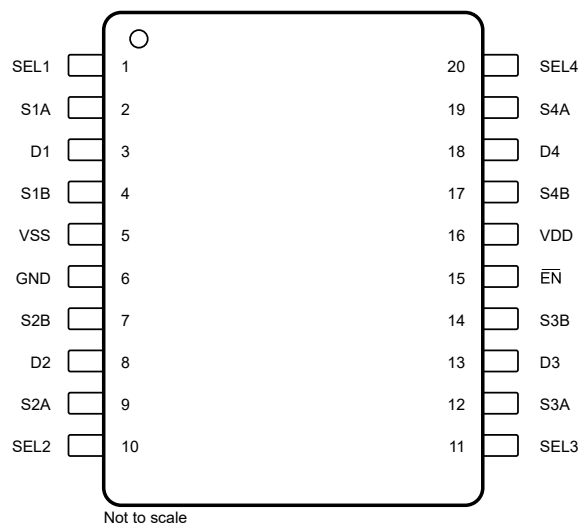 SEL1 1 20 SEL4
S1A 2 19 S4A
D1 3 18 D4
S1B 4 17 S4B
VSS 5 16 VDD
GND 6 15 E̅N̅
S2B 7 14 S3B
D2 8 13 D3
S2A 9 12 S3A
SEL2 10 11 SEL3
Not to scale